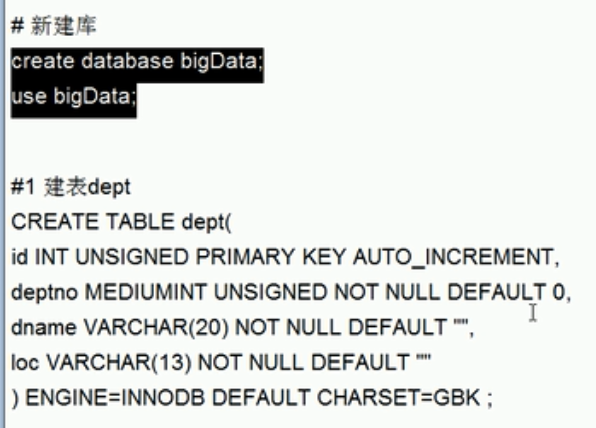 # 新建库
create database bigData;
use bigData;
#1 建表dept
CREATE TABLE dept(
id INT UNSIGNED PRIMARY KEY AUTO_INCREMENT,
deptno MEDIUMINT UNSIGNED NOT NULL DEFAULT 0,
dname VARCHAR(20) NOT NULL DEFAULT "",
loc VARCHAR(13) NOT NULL DEFAULT ""
) ENGINE=INNODB DEFAULT CHARSET=GBK ;